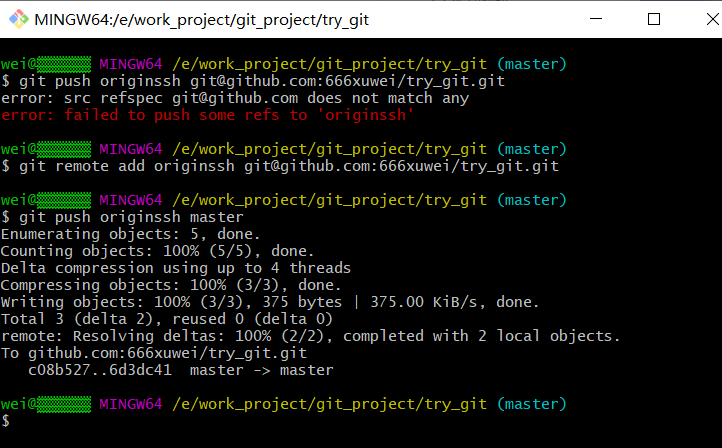 MINGW64:/e/work_project/git_project/try_git
wei@▒▒▒▒▒▒ MINGW64 /e/work_project/git_project/try_git (master)
$ git push originssh git@github.com:666xuwei/try_git.git
error: src refspec git@github.com does not match any
error: failed to push some refs to 'originssh'
wei@▒▒▒▒▒▒ MINGW64 /e/work_project/git_project/try_git (master)
$ git remote add originssh git@github.com:666xuwei/try_git.git
wei@▒▒▒▒▒▒ MINGW64 /e/work_project/git_project/try_git (master)
$ git push originssh master
Enumerating objects: 5, done.
Counting objects: 100% (5/5), done.
Delta compression using up to 4 threads
Compressing objects: 100% (3/3), done.
Writing objects: 100% (3/3), 375 bytes | 375.00 KiB/s, done.
Total 3 (delta 2), reused 0 (delta 0)
remote: Resolving deltas: 100% (2/2), completed with 2 local objects.
To github.com:666xuwei/try_git.git
   c08b527..6d3dc41  master -> master
wei@▒▒▒▒▒▒ MINGW64 /e/work_project/git_project/try_git (master)
$